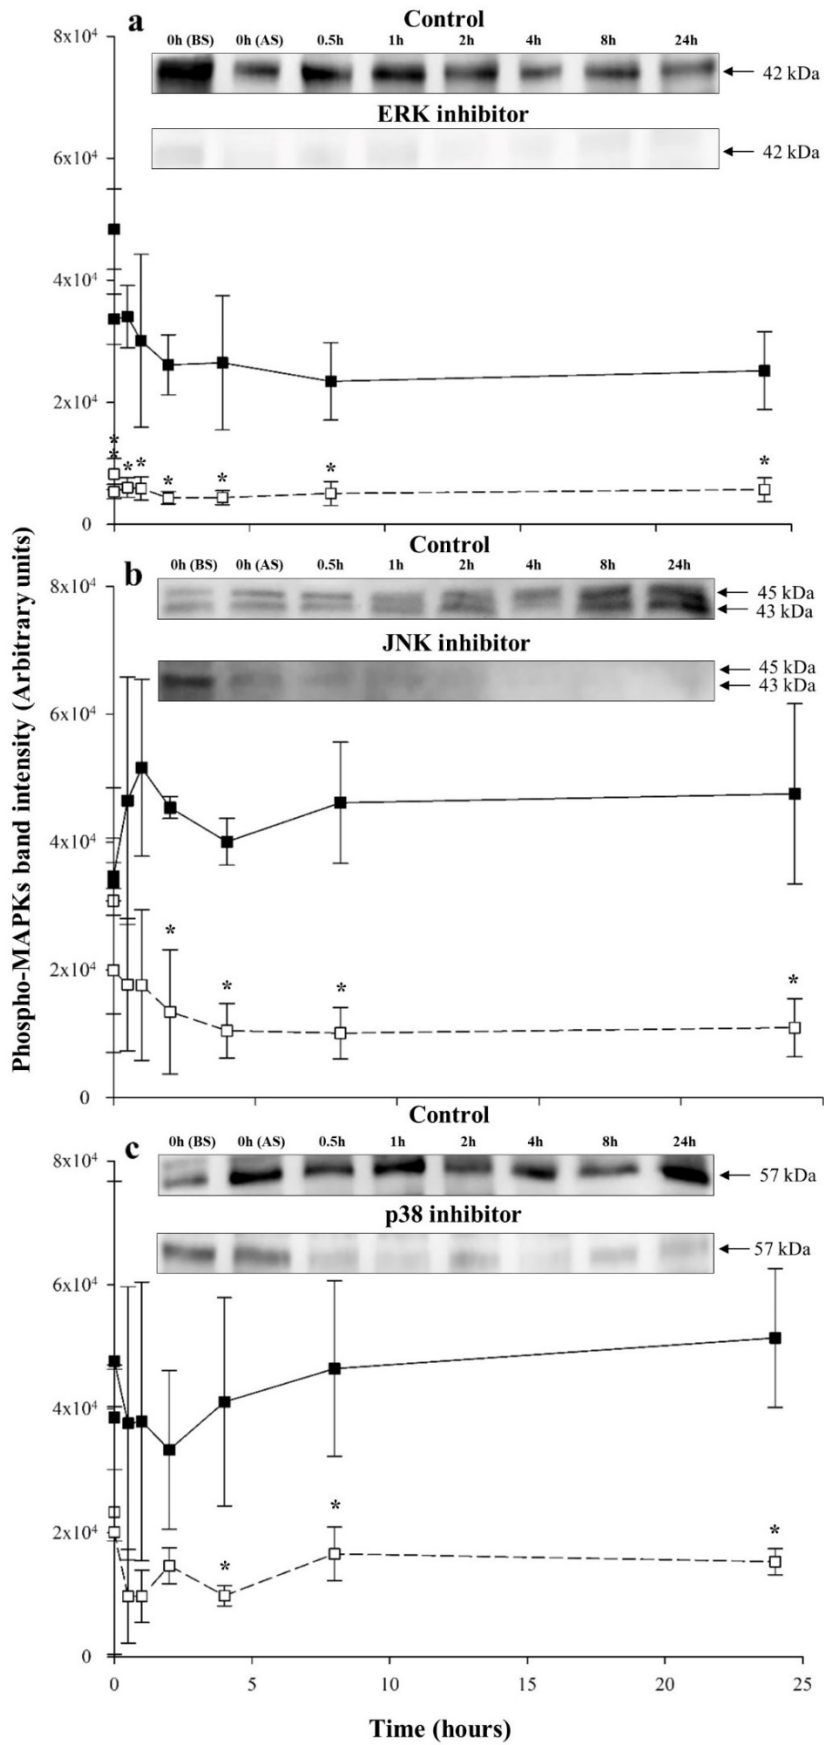 a
Control
8x10⁴
0h (BS) 0h (AS) 0.5h 1h 2h 4h 8h 24h
42 kDa
ERK inhibitor
42 kDa
6x10⁴
4x10⁴
2x10⁴
* * * * * * * *
0
Phospho-MAPKs band intensity (Arbitrary units)
Control
b
0h (BS) 0h (AS) 0.5h 1h 2h 4h 8h 24h
8x10⁴
45 kDa
43 kDa
JNK inhibitor
45 kDa
43 kDa
6x10⁴
4x10⁴
* * * *
2x10⁴
0
Control
c
0h (BS) 0h (AS) 0.5h 1h 2h 4h 8h 24h
8x10⁴
57 kDa
p38 inhibitor
57 kDa
6x10⁴
4x10⁴
2x10⁴
* * *
0
0 5 10 15 20 25
Time (hours)